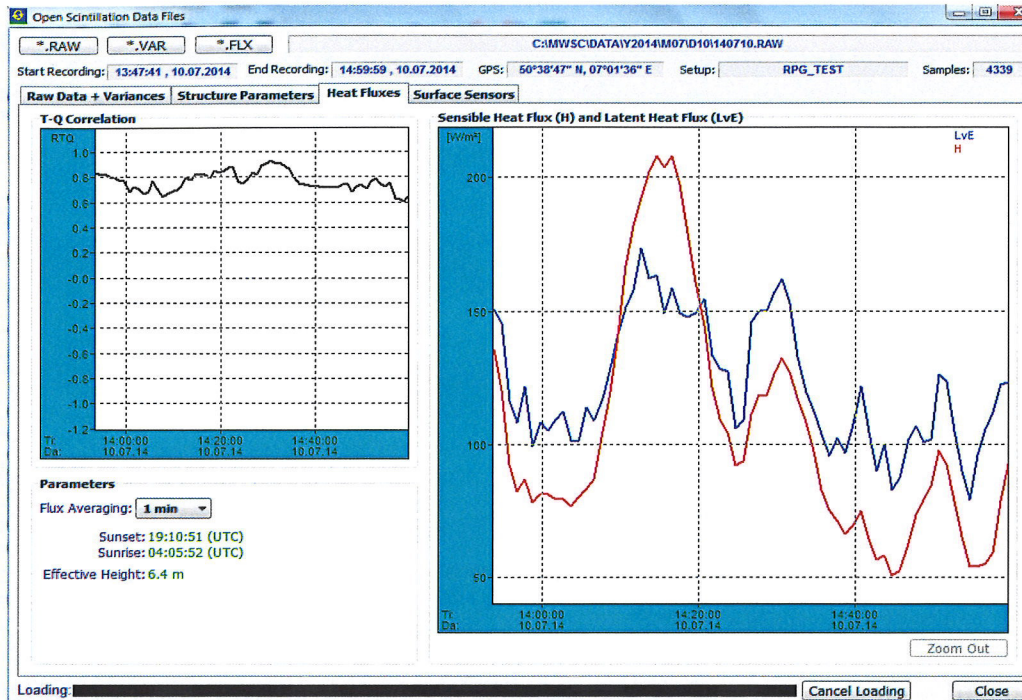 Open Scintillation Data Files
*.RAW *.VAR *.FLX C:\MWSC\DATA\Y2014\M07\D10\140710.RAW
Start Recording: 13:47:41 , 10.07.2014 End Recording: 14:59:59 , 10.07.2014 GPS: 50°38'47" N, 07°01'36" E Setup: RPG_TEST Samples: 4339
Raw Data + Variances Structure Parameters Heat Fluxes Surface Sensors
T-Q Correlation
RTQ
1.0
0.8
0.6
0.4
0.2
-0.0
-0.2
-0.4
-0.6
-0.8
-1.0
-1.2
Ti: 14:00:00 14:20:00 14:40:00
Da: 10.07.14 10.07.14 10.07.14
Parameters
Flux Averaging: 1 min
Sunset: 19:10:51 (UTC)
Sunrise: 04:05:52 (UTC)
Effective Height: 6.4 m
Sensible Heat Flux (H) and Latent Heat Flux (LvE)
[W/m²] LvE
H
200
150
100
50
Ti: 14:00:00 14:20:00 14:40:00
Da: 10.07.14 10.07.14 10.07.14
Zoom Out
Loading: Cancel Loading Close